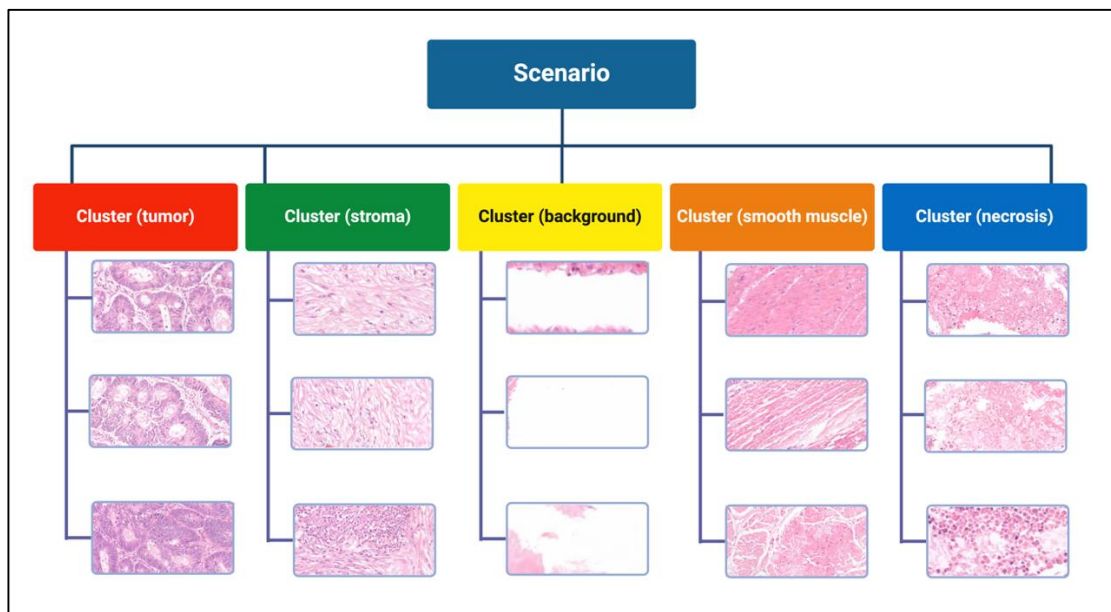 Scenario
Cluster (tumor)
Cluster (stroma)
Cluster (background)
Cluster (smooth muscle)
Cluster (necrosis)